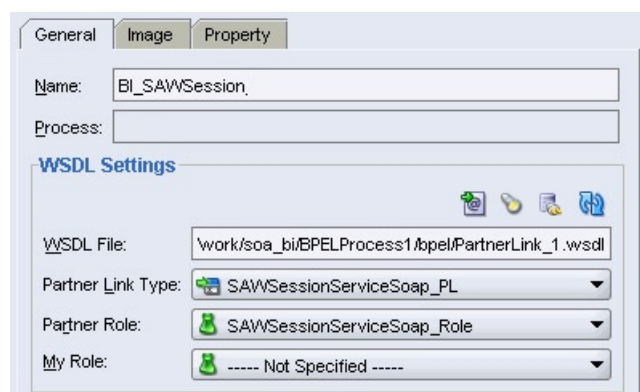 General Image Property
Name: BI_SAWSession
Process:
WSDL Settings
WSDL File: \work/soa_bi/BPELProcess1/bpel/PartnerLink_1.wsdl
Partner Link Type: SAWSessionServiceSoap_PL
Partner Role: SAWSessionServiceSoap_Role
My Role: ----- Not Specified -----